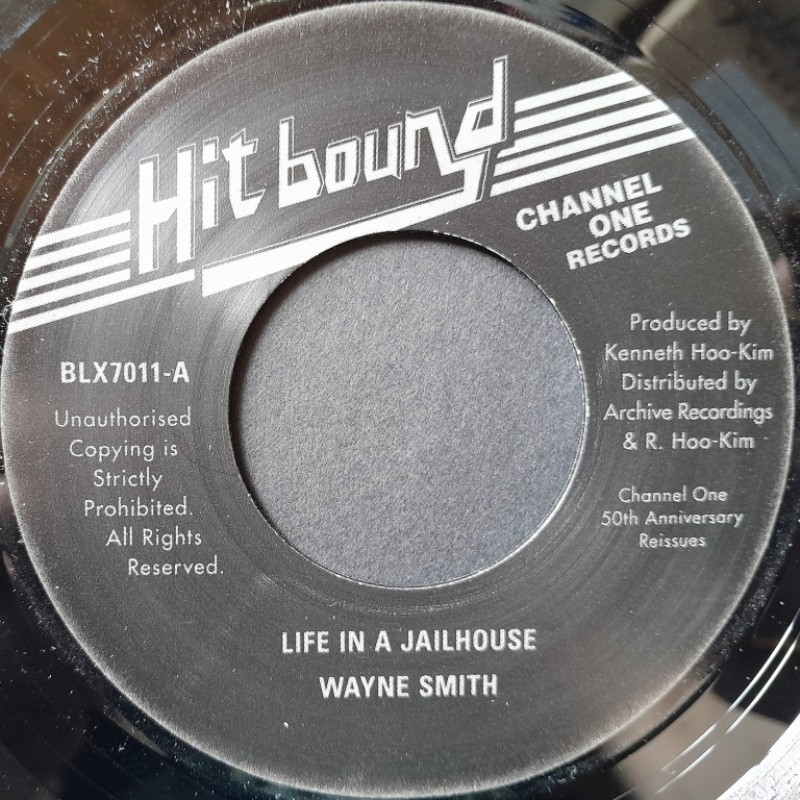 Hit bound
CHANNEL
ONE
RECORDS
BLX7011-A
Unauthorised
Copying is
Strictly
Prohibited.
All Rights
Reserved.
Produced by
Kenneth Hoo-Kim
Distributed by
Archive Recordings
& R. Hoo-Kim
Channel One
50th Anniversary
Reissues
LIFE IN A JAILHOUSE
WAYNE SMITH